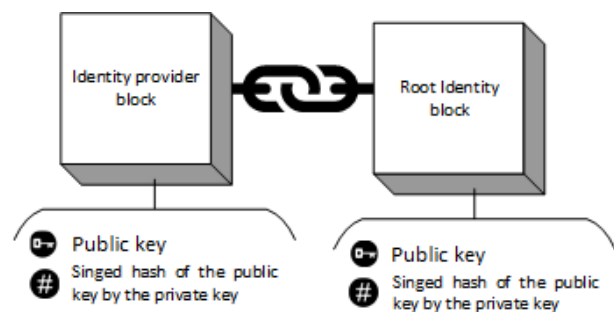 Identity provider
block
Root Identity
block
Public key
Singed hash of the public
key by the private key
#
Public key
Singed hash of the public
key by the private key
#